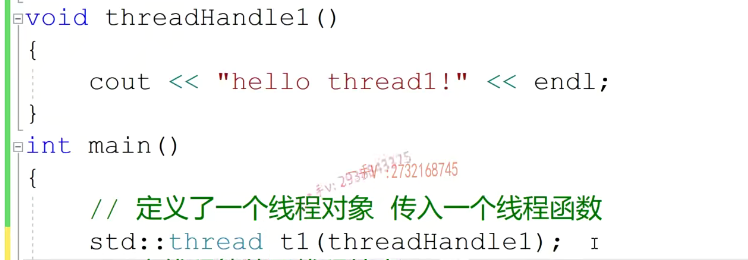 void threadHandle1()
{
cout << "hello thread1!" << endl;
}
int main()
{
:2732168745
// 定义了一个线程对象 传入一个线程函数
std::thread t1(threadHandle1);